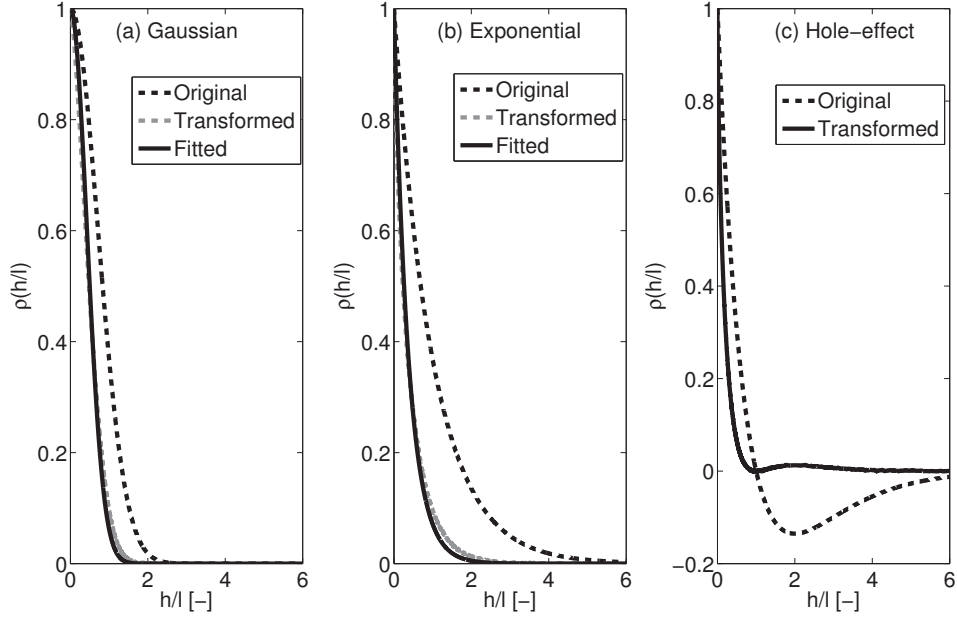 (a) Gaussian
Original
Transformed
Fitted
1
0.8
0.6
0.4
0.2
0
0
2
4
6
ρ(h/l)
h/l [−]
(b) Exponential
Original
Transformed
Fitted
1
0.8
0.6
0.4
0.2
0
0
2
4
6
ρ(h/l)
h/l [−]
(c) Hole−effect
Original
Transformed
1
0.8
0.6
0.4
0.2
0
−0.2
0
2
4
6
ρ(h/l)
h/l [−]